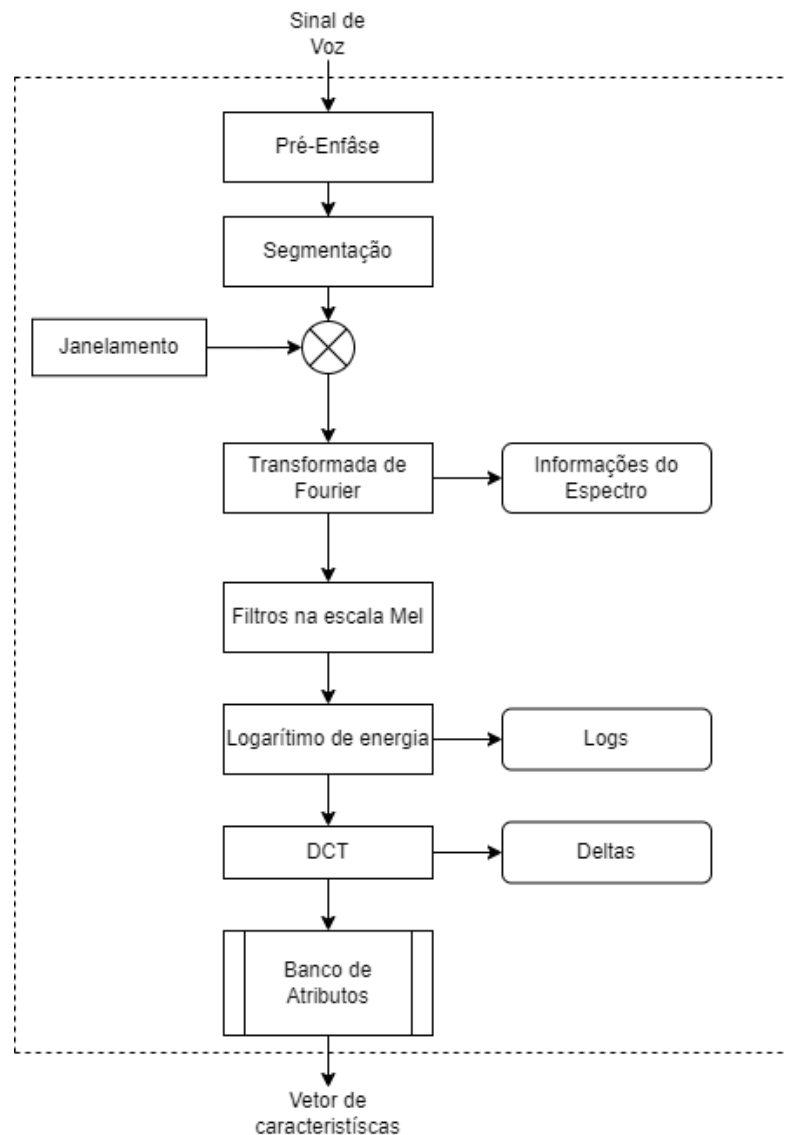 Sinal de
Voz
Pré-Enfâse
Segmentação
Janelamento
Transformada de
Fourier
Informações do
Espectro
Filtros na escala Mel
Logarítimo de energia
Logs
DCT
Deltas
Banco de
Atributos
Vetor de
característíscas